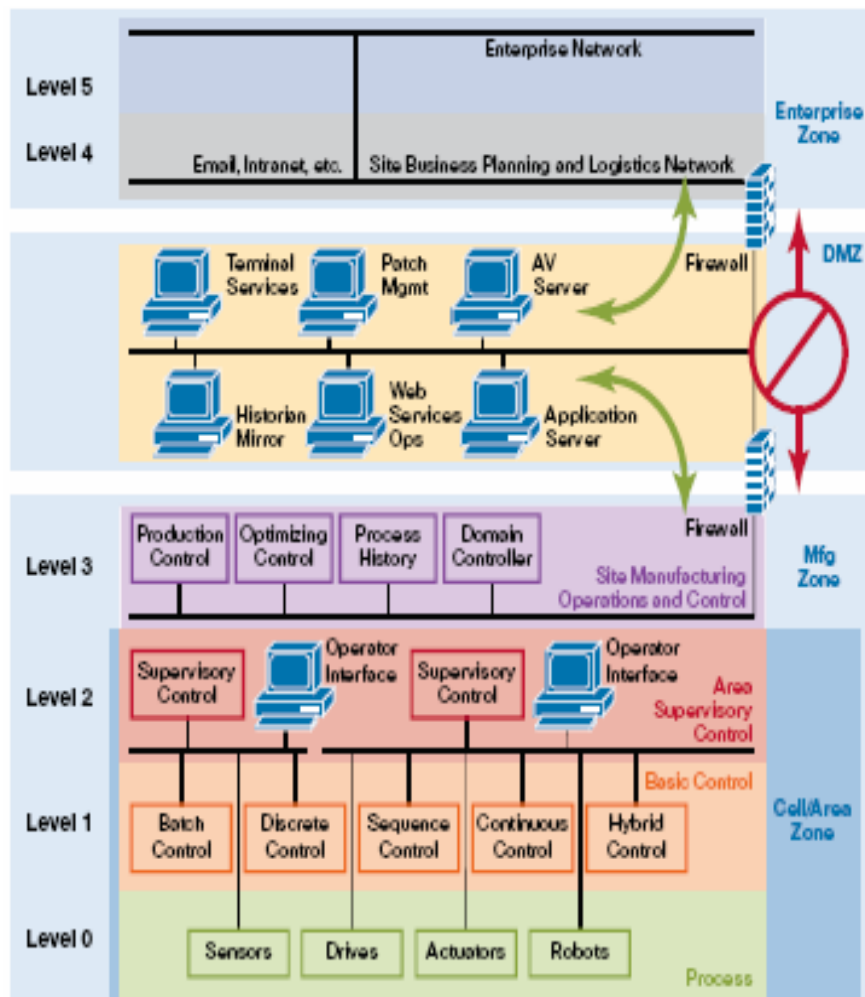 Enterprise Network
Level 5
Enterprise
Zone
Level 4
Email, Intranet, etc.
Site Business Planning and Logistics Network
Terminal
Services
Patch
Mgmt
AV
Server
Firewall
DMZ
Historian
Mirror
Web
Services
Ops
Application
Server
Production
Control
Optimizing
Control
Process
History
Domain
Controller
Firewall
Level 3
Site Manufacturing
Operations and Control
Mfg
Zone
Supervisory
Control
Operator
Interface
Supervisory
Control
Operator
Interface
Level 2
Area
Supervisory
Control
Basic Control
Level 1
Batch
Control
Discrete
Control
Sequence
Control
Continuous
Control
Hybrid
Control
Cell/Area
Zone
Level 0
Sensors
Drives
Actuators
Robots
Process